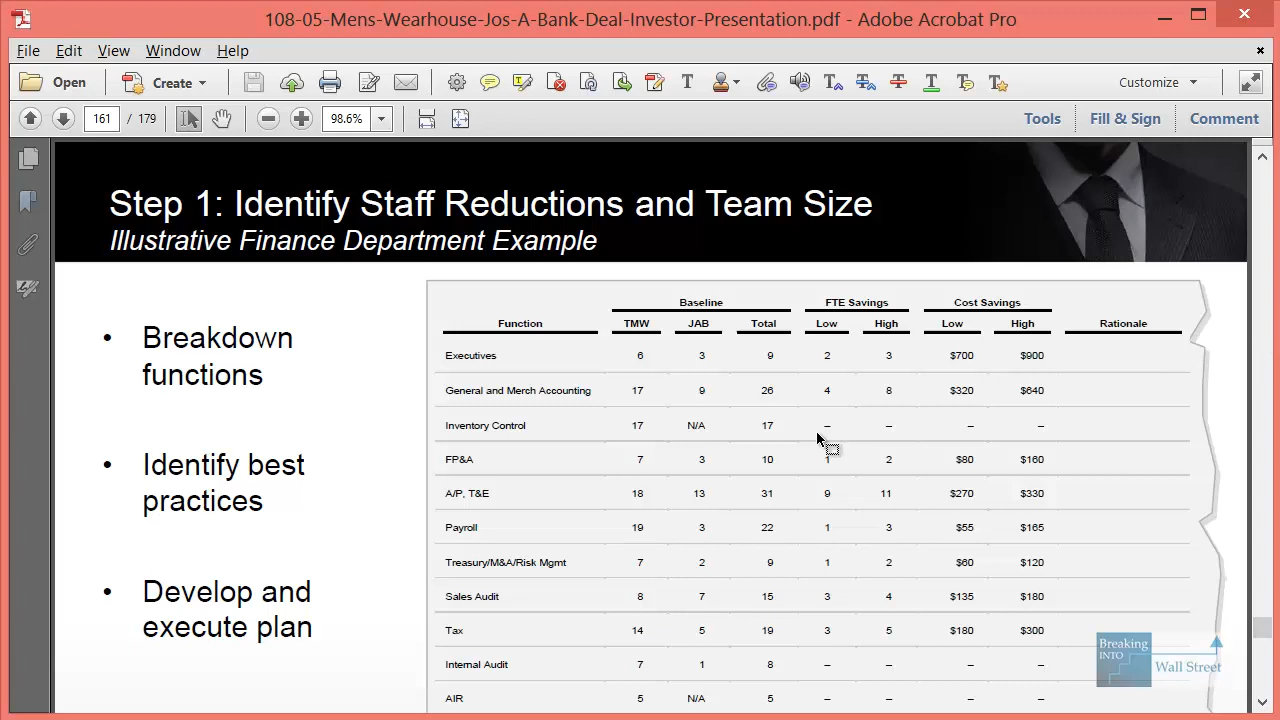 108-05-Mens-Wearhouse-Jos-A-Bank-Deal-Investor-Presentation.pdf - Adobe Acrobat Pro
File Edit View Window Help
Open Create Customize
161 / 179 98.6% Tools Fill & Sign Comment
Step 1: Identify Staff Reductions and Team Size
Illustrative Finance Department Example
• Breakdown
functions
• Identify best
practices
• Develop and
execute plan
Baseline FTE Savings Cost Savings
Function TMW JAB Total Low High Low High Rationale
Executives 6 3 9 2 3 $700 $900
General and Merch Accounting 17 9 26 4 8 $320 $640
Inventory Control 17 N/A 17 – – – –
FP&A 7 3 10 1 2 $80 $160
A/P, T&E 18 13 31 9 11 $270 $330
Payroll 19 3 22 1 3 $55 $165
Treasury/M&A/Risk Mgmt 7 2 9 1 2 $60 $120
Sales Audit 8 7 15 3 4 $135 $180
Tax 14 5 19 3 5 $180 $300
Internal Audit 7 1 8 – – – –
AIR 5 N/A 5 – – – –
Breaking
INTO
Wall Street